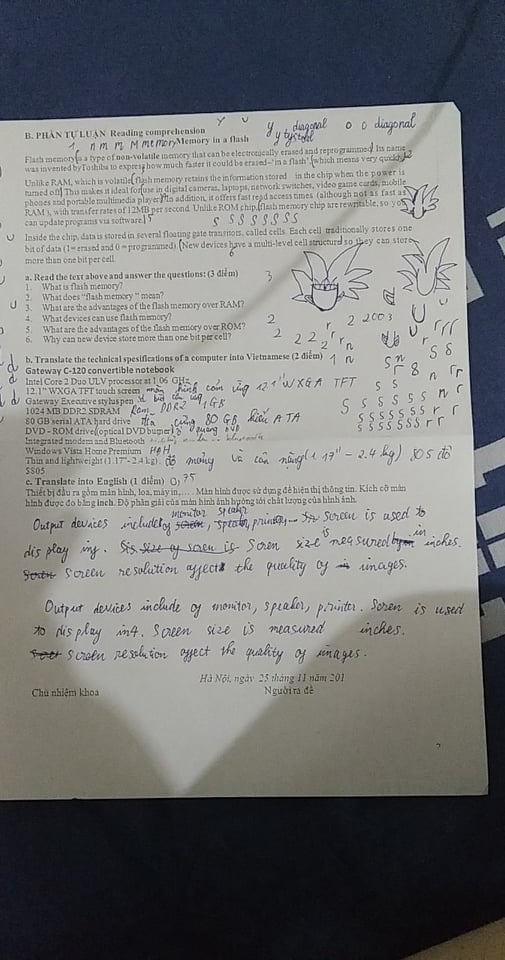 y u y diagonal o o diagonal
B. PHẦN TỰ LUẬN Reading comprehension
Memory in a flash
Flash memory is a type of non-volatile memory that can be electronically erased and reprogrammed. Its name
was invented by Toshiba to express how much faster it could be erased–'in a flash', which means very quickly.
Unlike RAM, which is volatile, flash memory retains the information stored in the chip when the power is
turned off. This makes it ideal for use in digital cameras, laptops, network switches, video game cards, mobile
phones and portable multimedia player. In addition, it offers fast read access times (although not as fast as
RAM), with transfer rates of 12MB per second. Unlike ROM chip, flash memory chip are rewritable, so you
can update programs via software.
s s s s s s s s
Inside the chip, data is stored in several floating gate transitors, called cells. Each cell traditionally stores one
bit of data (1= erased and 0 = programmed). New devices have a multi-level cell structure so they can store
more than one bit per cell.
a. Read the text above and answer the questions: (3 điểm) 3
1. What is flash memory?
2. What does "flash memory " mean?
3. What are the advantages of the flash memory over RAM?
4. What devices can use flash memory? 2
5. What are the advantages of the flash memory over ROM?
6. Why can new device store more than one bit per cell?
b. Translate the technical spesifications of a computer into Vietnamese (2 điểm)
Gateway C-120 convertible notebook
Intel Core 2 Duo ULV processor at 1.06 GHz
12.1" WXGA TFT touch screen màn hình cảm ứng 12.1" WXGA TFT
Gateway Executive stylus pen
1024 MB DDR2 SDRAM Ram DDR2 1GB
80 GB serial ATA hard drive đĩa cứng 80 GB kiểu ATA
DVD - ROM drive (optical DVD burner) ổ quang DVD
Integrated modem and Bluetooth
Windows Vista Home Premium HĐH
Thin and lightweight (1.17"- 2.4 kg) độ mỏng và cân nặng (1.17" – 2.4 kg) 805 đô
$805
c. Translate into English (1 điểm) 0,75
Thiết bị đầu ra gồm màn hình, loa, máy in,… Màn hình được sử dụng để hiện thị thông tin. Kích cỡ màn
hình được đo bằng inch. Độ phân giải của màn hình ảnh hưởng tới chất lượng của hình ảnh.
monitor speaker
Output devices include of screen, speak, printer,... Screen is used to
display inf. Screen size is measured in inches.
Screen resolution affect the quality of images.
Output devices include of monitor, speaker, printer. Screen is used
to display inf. Screen size is measured inches.
Screen resolution affect the quality of images.
Hà Nội, ngày 25 tháng 11 năm 201
Chủ nhiệm khoa Người ra đề